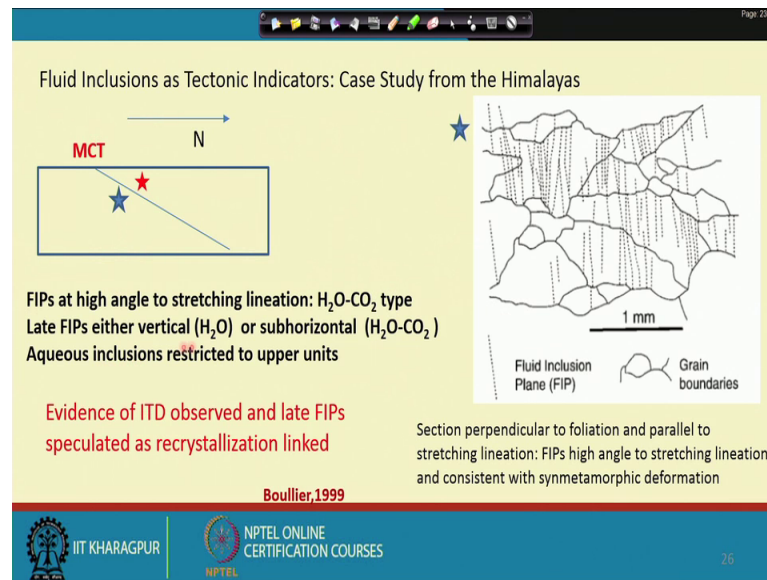 Page: 23
Fluid Inclusions as Tectonic Indicators: Case Study from the Himalayas
N
MCT
FIPs at high angle to stretching lineation: H₂O-CO₂ type
Late FIPs either vertical (H₂O) or subhorizontal (H₂O-CO₂ )
Aqueous inclusions restricted to upper units
Evidence of ITD observed and late FIPs
speculated as recrystallization linked
Boullier,1999
1 mm
Fluid Inclusion
Plane (FIP)
Grain
boundaries
Section perpendicular to foliation and parallel to
stretching lineation: FIPs high angle to stretching lineation
and consistent with synmetamorphic deformation
IIT KHARAGPUR
NPTEL
NPTEL ONLINE
CERTIFICATION COURSES
26